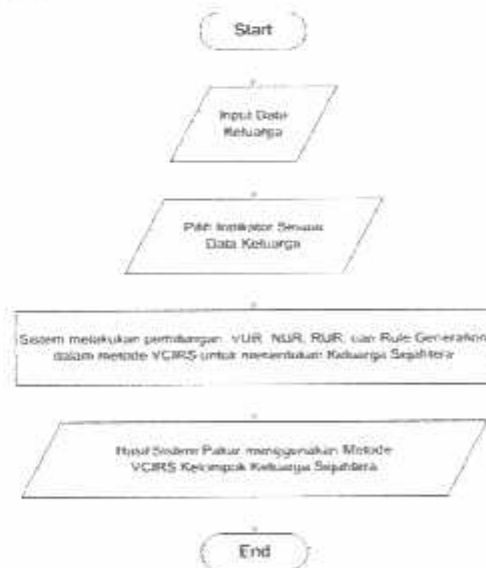 Start
Input Data
Keluarga
Pilih Indikator Sesuai
Data Keluarga
Sistem melakukan perhitungan VUR, NUR, RUR, dan Rule Generation
dalam metode VCIRS untuk menentukan Keluarga Sejahtera
Hasil Sistem Pakar menggunakan Metode
VCIRS Kelompok Keluarga Sejahtera
End